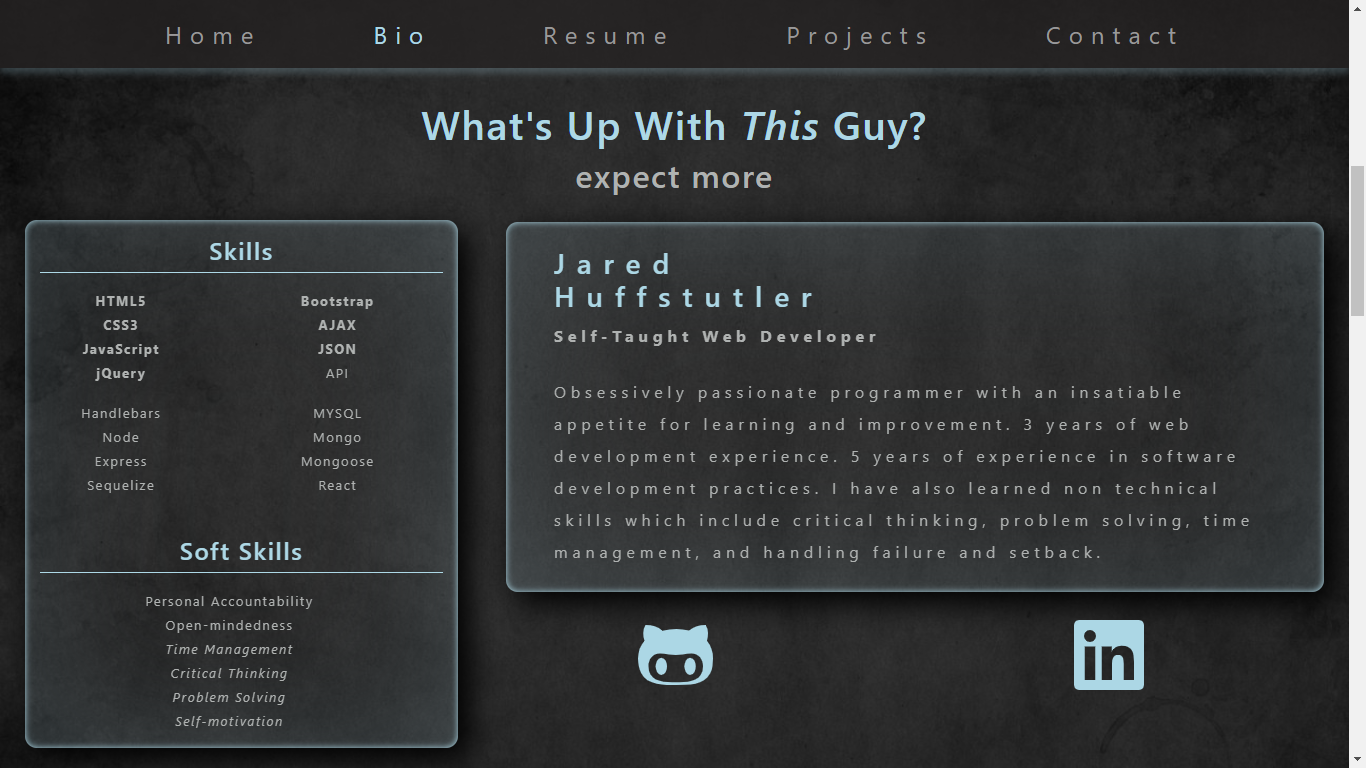 Home Bio Resume Projects Contact
What's Up With This Guy?
expect more
Skills
HTML5
CSS3
JavaScript
jQuery
Bootstrap
AJAX
JSON
API
Handlebars
Node
Express
Sequelize
MYSQL
Mongo
Mongoose
React
Soft Skills
Personal Accountability
Open-mindedness
Time Management
Critical Thinking
Problem Solving
Self-motivation
Jared
Huffstutler
Self-Taught Web Developer
Obsessively passionate programmer with an insatiable
appetite for learning and improvement. 3 years of web
development experience. 5 years of experience in software
development practices. I have also learned non technical
skills which include critical thinking, problem solving, time
management, and handling failure and setback.
in